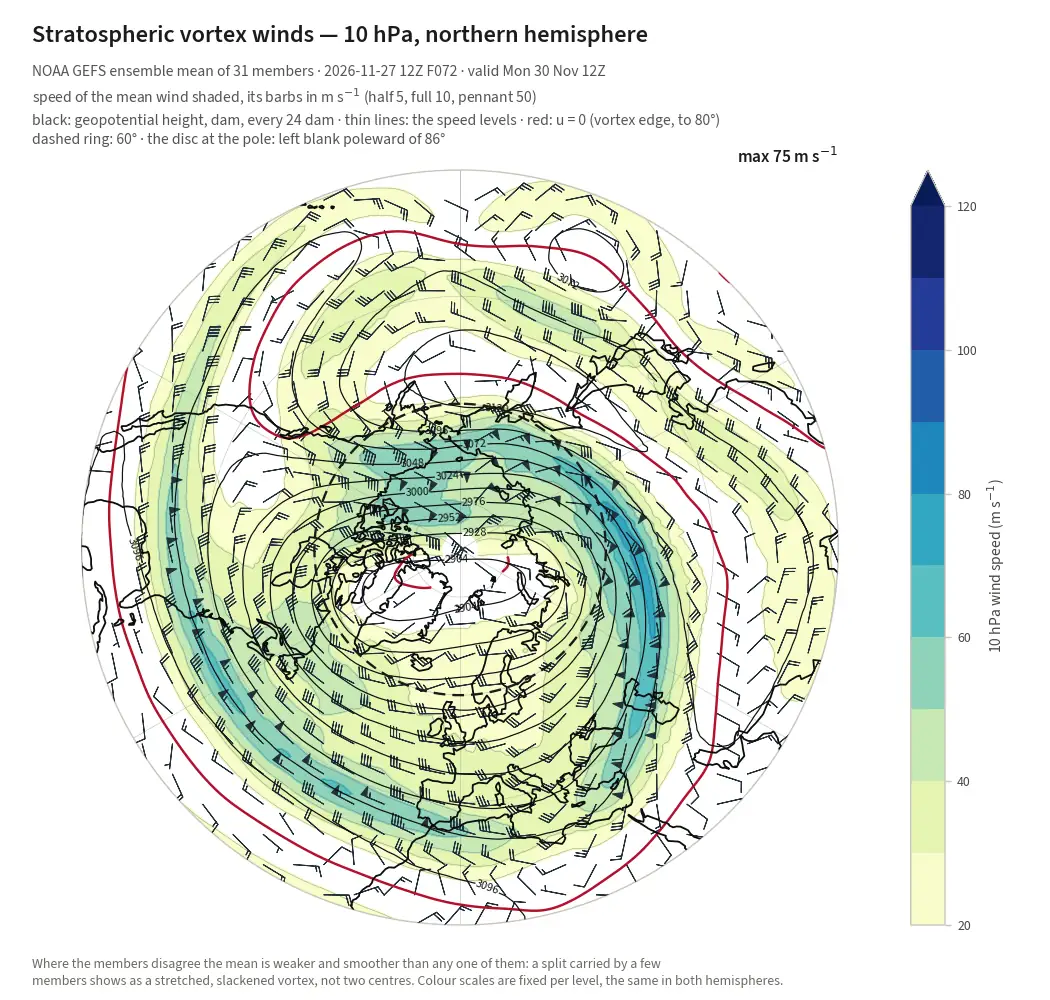 Stratospheric vortex winds — 10 hPa, northern hemisphere
NOAA GEFS ensemble mean of 31 members · 2026-11-27 12Z F072 · valid Mon 30 Nov 12Z
speed of the mean wind shaded, its barbs in m s⁻¹ (half 5, full 10, pennant 50)
black: geopotential height, dam, every 24 dam · thin lines: the speed levels · red: u = 0 (vortex edge, to 80°)
dashed ring: 60° · the disc at the pole: left blank poleward of 86°
max 75 m s⁻¹
120
100
80
60
40
20
10 hPa wind speed (m s⁻¹)
3072
3048
3024
3000
2976
2952
2928
2904
3096
3096
Where the members disagree the mean is weaker and smoother than any one of them: a split carried by a few
members shows as a stretched, slackened vortex, not two centres. Colour scales are fixed per level, the same in both hemispheres.